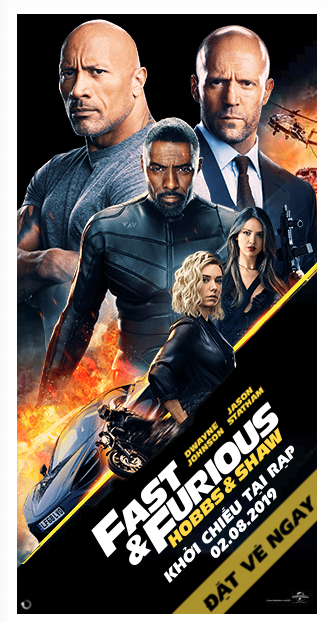 DWAYNE
JOHNSON
JASON
STATHAM
FAST
& FURIOUS
HOBBS & SHAW
KHỞI CHIẾU TẠI RẠP
02.08.2019
ĐẶT VÉ NGAY